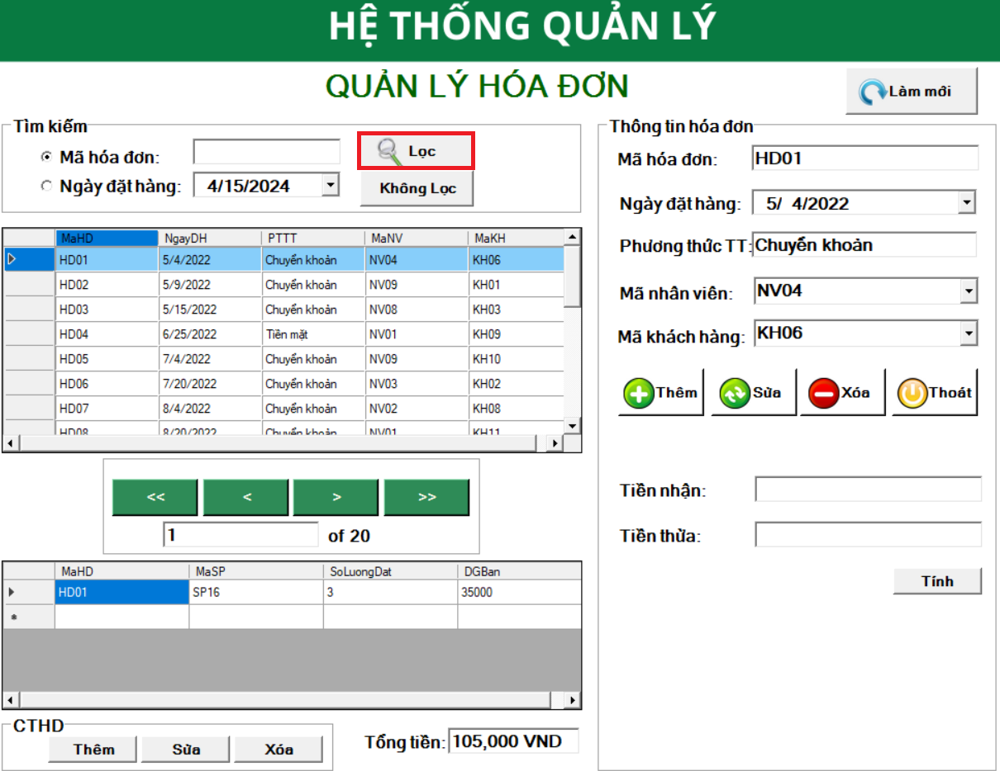 HỆ THỐNG QUẢN LÝ
QUẢN LÝ HÓA ĐƠN
Làm mới
Tìm kiếm
Mã hóa đơn:
Lọc
Ngày đặt hàng: 4/15/2024
Không Lọc
MaHD NgayDH PTTT MaNV MaKH
HD01 5/4/2022 Chuyển khoản NV04 KH06
HD02 5/9/2022 Chuyển khoản NV09 KH01
HD03 5/15/2022 Chuyển khoản NV08 KH03
HD04 6/25/2022 Tiền mặt NV01 KH09
HD05 7/4/2022 Chuyển khoản NV09 KH10
HD06 7/20/2022 Chuyển khoản NV03 KH02
HD07 8/4/2022 Chuyển khoản NV02 KH08
HD08 8/20/2022 Chuyển khoản NV01 KH11
<< < > >>
1 of 20
MaHD MaSP SoLuongDat DGBan
HD01 SP16 3 35000
*
CTHD
Thêm Sửa Xóa
Tổng tiền: 105,000 VND
Thông tin hóa đơn
Mã hóa đơn: HD01
Ngày đặt hàng: 5/ 4/2022
Phương thức TT: Chuyển khoản
Mã nhân viên: NV04
Mã khách hàng: KH06
Thêm Sửa Xóa Thoát
Tiền nhận:
Tiền thừa:
Tính